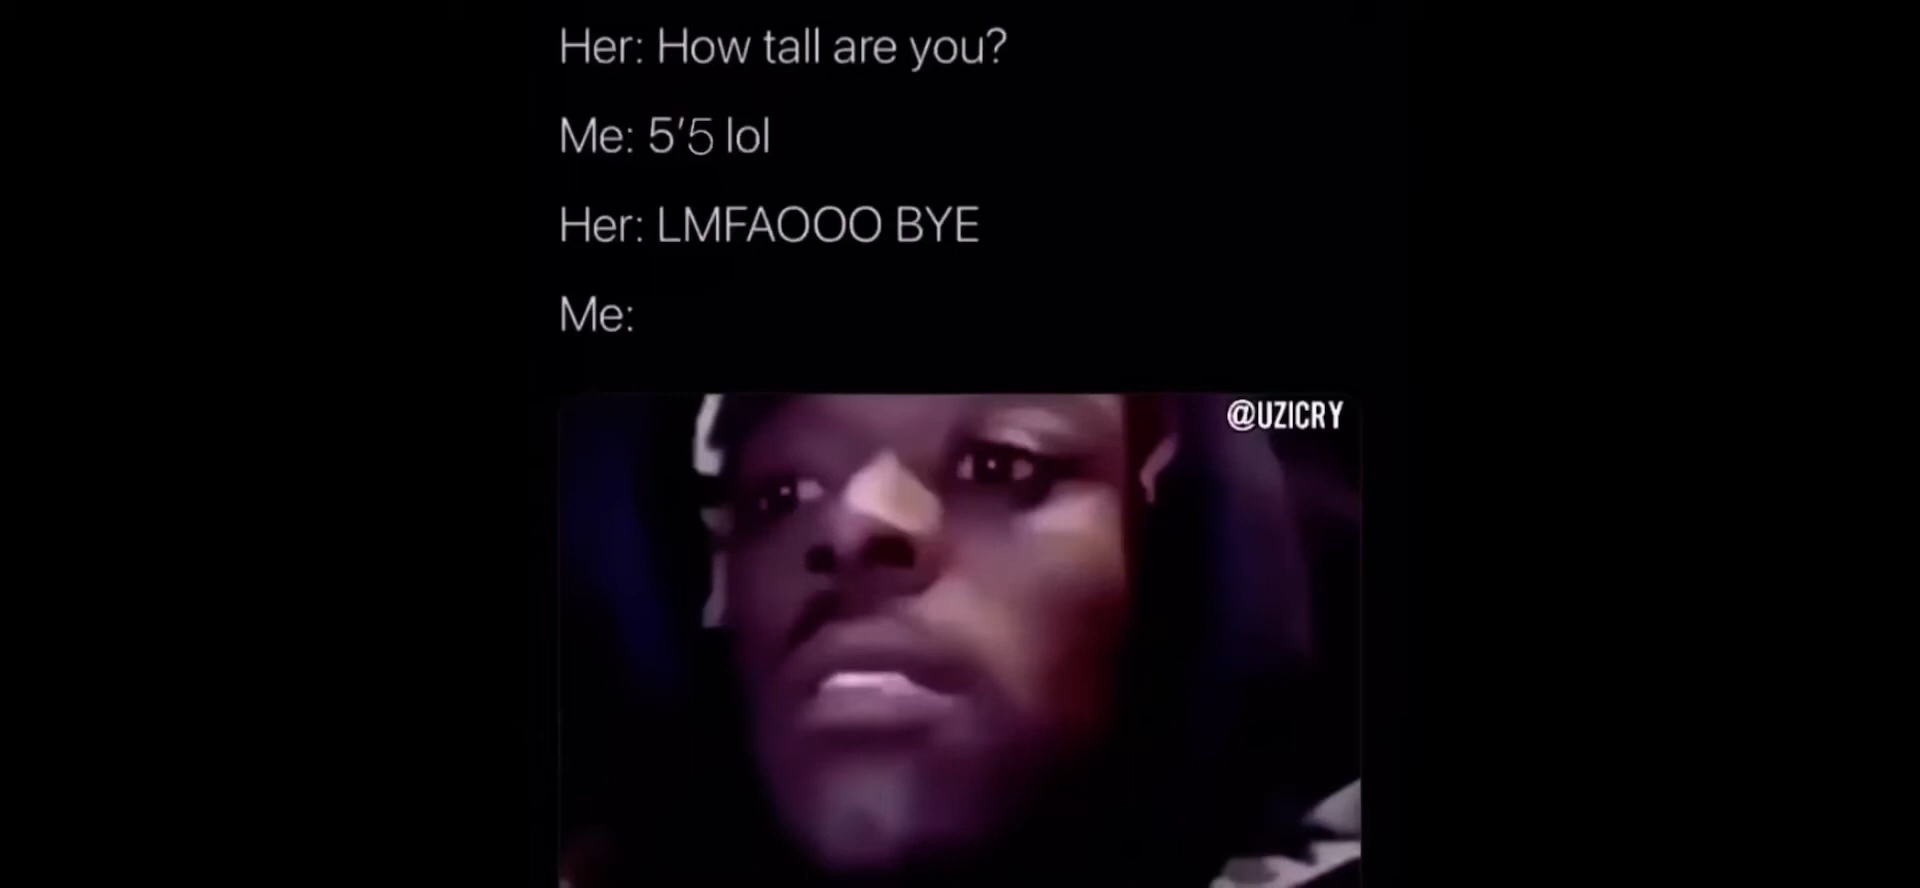 Her: How tall are you?
Me: 5'5 lol
Her: LMFAOOO BYE
Me:
@UZICRY